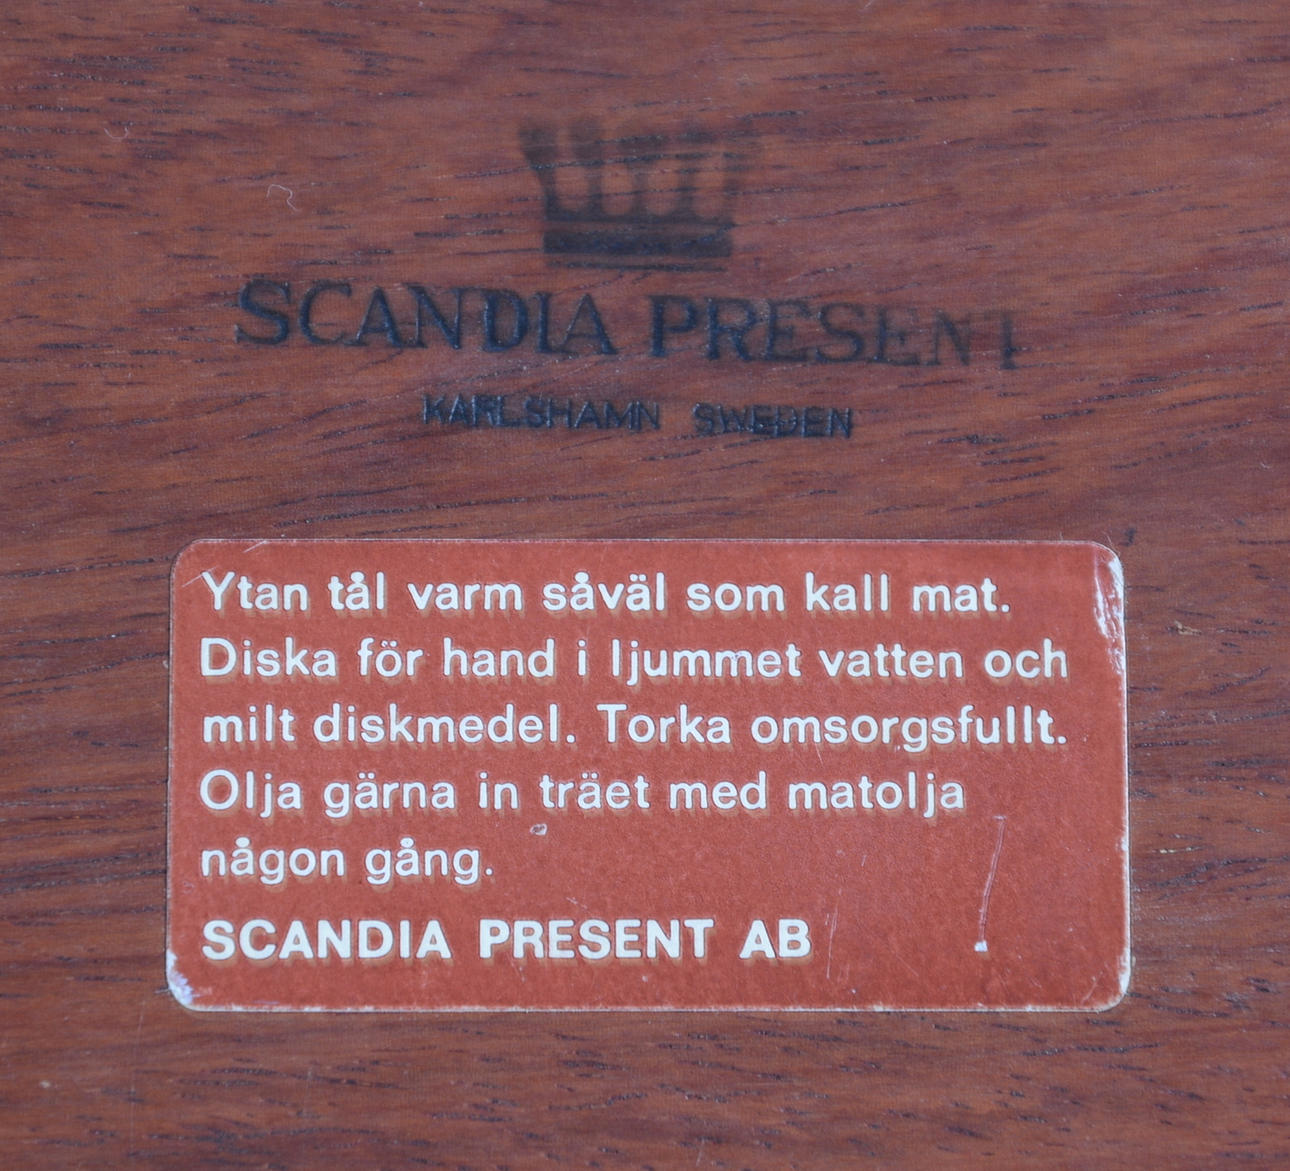 SCANDIA PRESENT
KARLSHAMN SWEDEN
Ytan tål varm såväl som kall mat.
Diska för hand i ljummet vatten och
milt diskmedel. Torka omsorgsfullt.
Olja gärna in träet med matolja
någon gång.
SCANDIA PRESENT AB